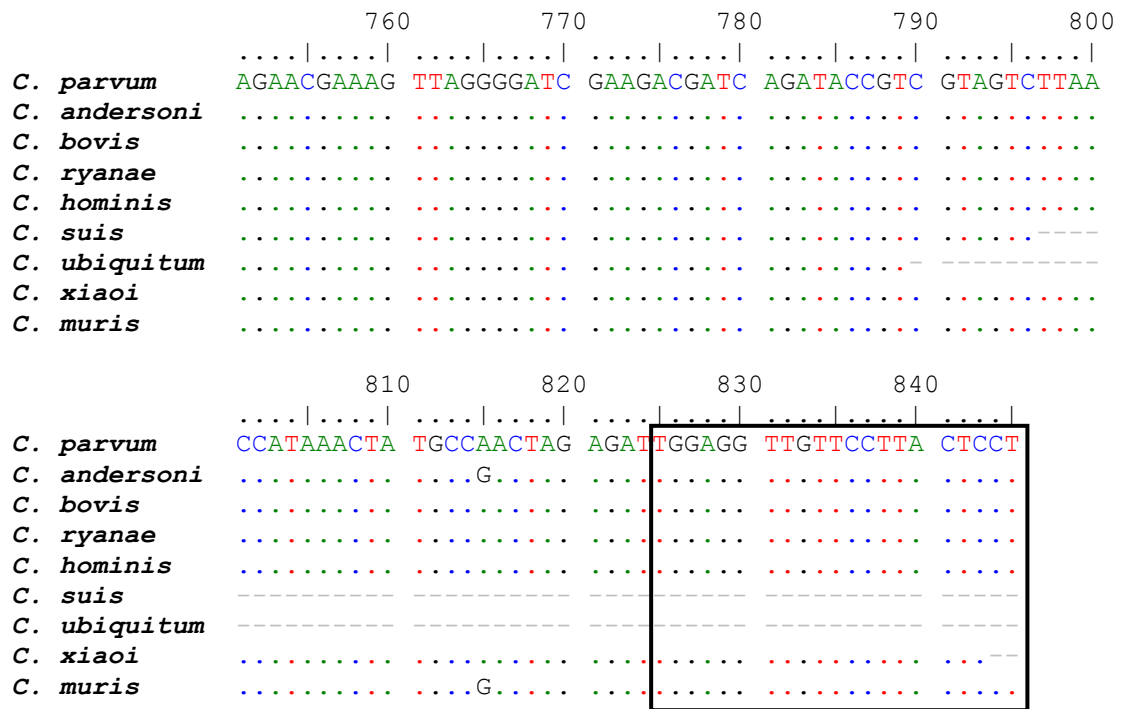 760 770 780 790 800
....|....| ....|....| ....|....| ....|....| ....|....|
C. parvum AGAACGAAAG TTAGGGGATC GAAGACGATC AGATACCGTC GTAGTCTTAA
C. andersoni .......... .......... .......... .......... ..........
C. bovis .......... .......... .......... .......... ..........
C. ryanae .......... .......... .......... .......... ..........
C. hominis .......... .......... .......... .......... ..........
C. suis .......... .......... .......... .......... ......----
C. ubiquitum .......... .......... .......... .........- ----------
C. xiaoi .......... .......... .......... .......... ..........
C. muris .......... .......... .......... .......... ..........
810 820 830 840
....|....| ....|....| ....|....| ....|....| ....|
C. parvum CCATAAACTA TGCCAACTAG AGATTGGAGG TTGTTCCTTA CTCCT
C. andersoni .......... ....G..... .......... .......... .....
C. bovis .......... .......... .......... .......... .....
C. ryanae .......... .......... .......... .......... .....
C. hominis .......... .......... .......... .......... .....
C. suis ---------- ---------- ---------- ---------- -----
C. ubiquitum ---------- ---------- ---------- ---------- -----
C. xiaoi .......... .......... .......... .......... ...--
C. muris .......... ....G..... .......... .......... .....